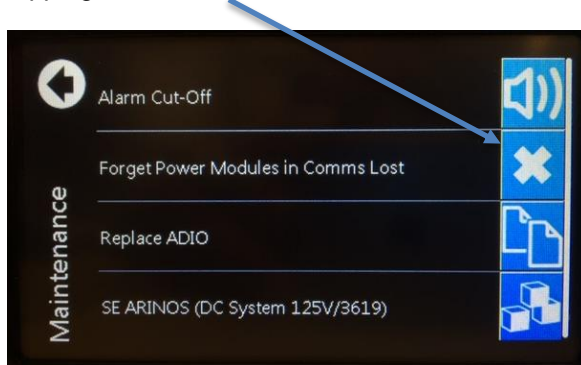 Alarm Cut-Off
Forget Power Modules in Comms Lost
Replace ADIO
SE ARINOS (DC System 125V/3619)
Maintenance